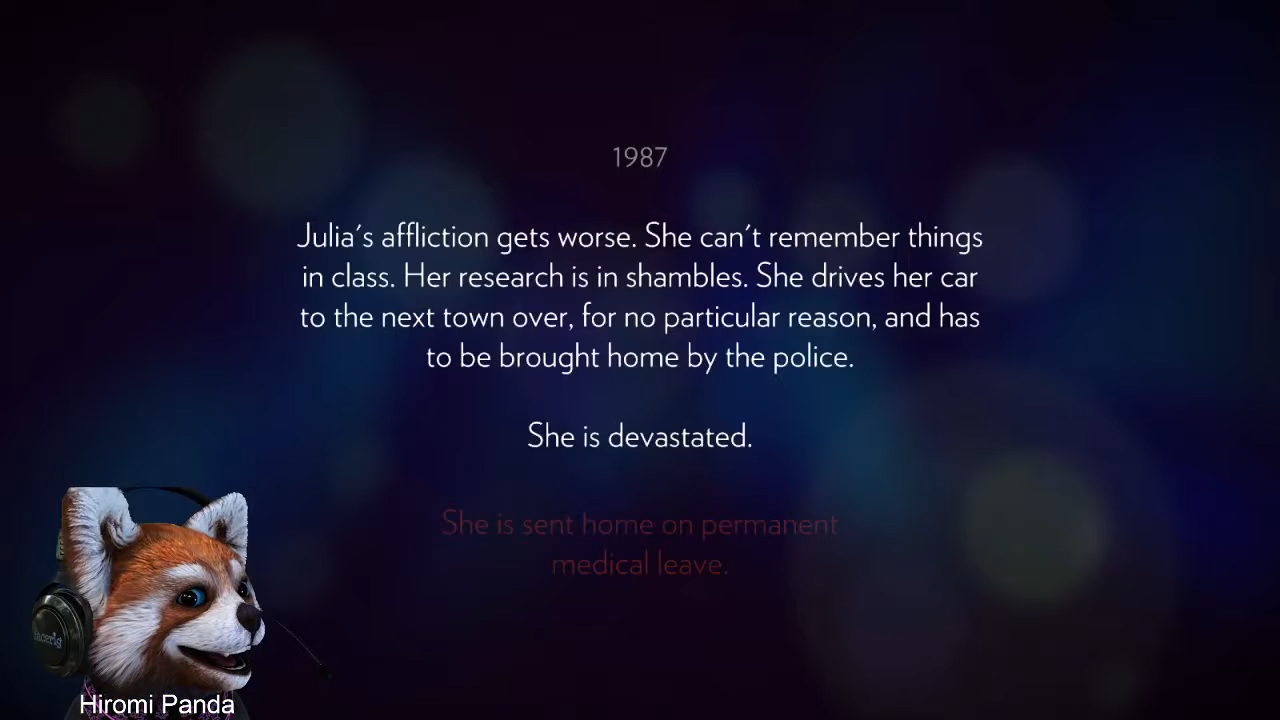 1987
Julia's affliction gets worse. She can't remember things
in class. Her research is in shambles. She drives her car
to the next town over, for no particular reason, and has
to be brought home by the police.
She is devastated.
She is sent home on permanent
medical leave.
facerig
Hiromi Panda